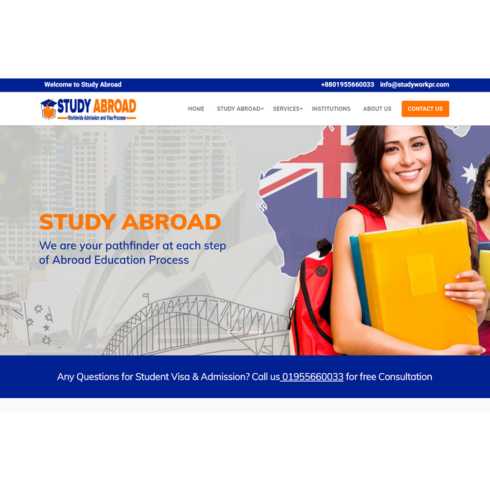 Welcome to Study Abroad
+8801955660033 info@studyworkpr.com
STUDY ABROAD
Worldwide Admission and Visa Process
HOME STUDY ABROAD SERVICES INSTITUTIONS ABOUT US CONTACT US
STUDY ABROAD
We are your pathfinder at each step
of Abroad Education Process
Any Questions for Student Visa & Admission? Call us 01955660033 for free Consultation